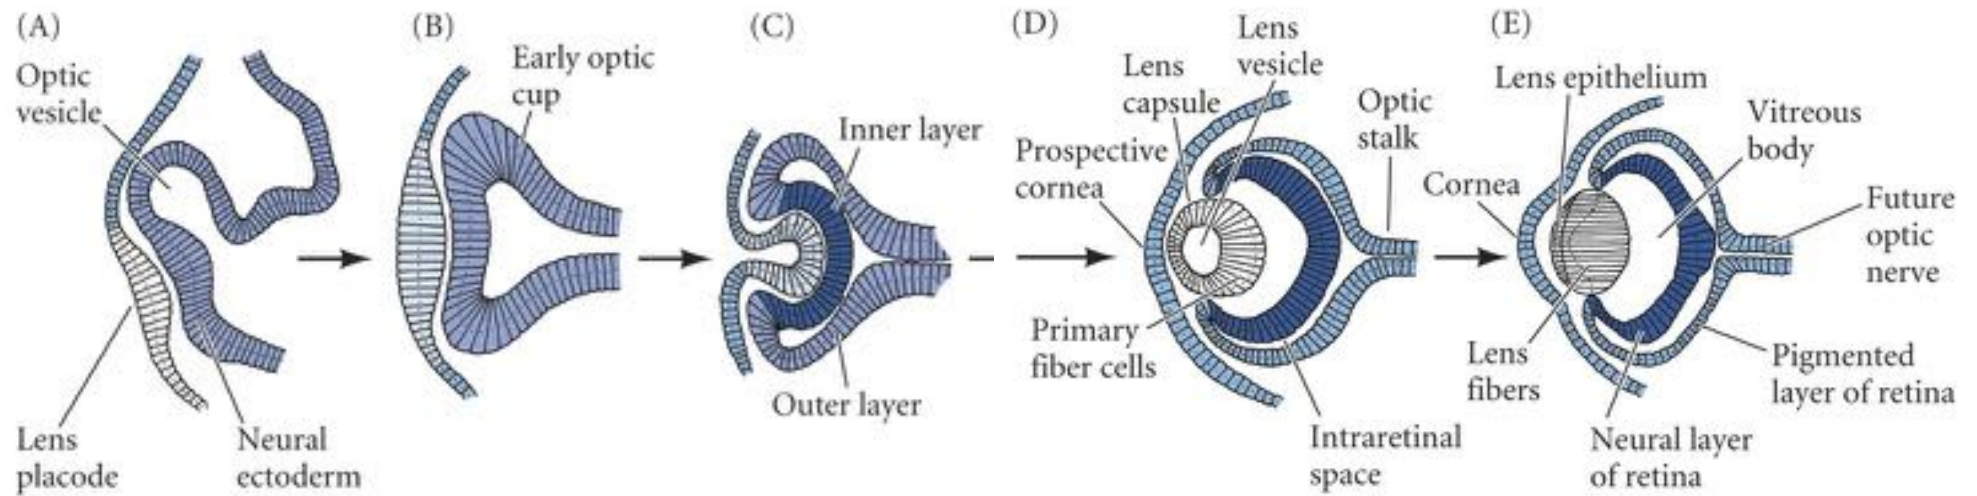 (A)
Optic
vesicle
Lens
placode
Neural
ectoderm
(B)
Early optic
cup
(C)
Inner layer
Outer layer
(D)
Lens
vesicle
Lens
capsule
Optic
stalk
Prospective
cornea
Primary
fiber cells
Intraretinal
space
(E)
Lens epithelium
Vitreous
body
Cornea
Future
optic
nerve
Lens
fibers
Pigmented
layer of retina
Neural layer
of retina